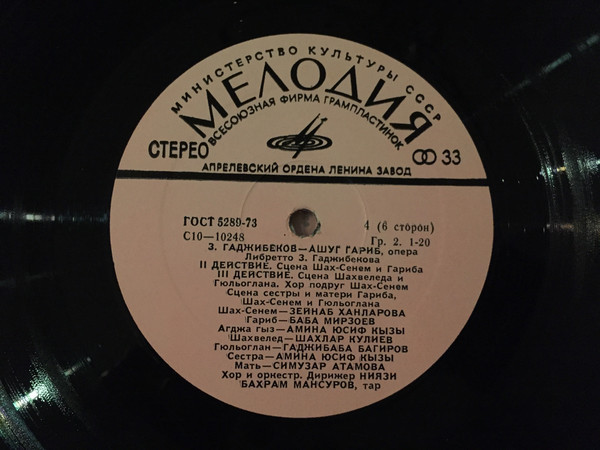 МИНИСТЕРСТВО КУЛЬТУРЫ СССР
МЕЛОДИЯ
ВСЕСОЮЗНАЯ ФИРМА ГРАМПЛАСТИНОК
СТЕРЕО 33
АПРЕЛЕВСКИЙ ОРДЕНА ЛЕНИНА ЗАВОД
ГОСТ 5289-73 4 (6 сторон)
С10—10248 Гр. 2. 1-20
З. ГАДЖИБЕКОВ—АШУГ ГАРИБ, опера
Либретто З. Гаджибекова
II ДЕЙСТВИЕ. Сцена Шах-Сенем и Гариба
III ДЕЙСТВИЕ. Сцена Шахвеледа и
Гюльоглана. Хор подруг Шах-Сенем
Сцена сестры и матери Гариба,
Шах-Сенем и Гюльоглана
Шах-Сенем—ЗЕЙНАБ ХАНЛАРОВА
Гариб—БАБА МИРЗОЕВ
Агджа гыз—АМИНА ЮСИФ КЫЗЫ
Шахвелед—ШАХЛАР КУЛИЕВ
Гюльоглан—ГАДЖИБАБА БАГИРОВ
Сестра—АМИНА ЮСИФ КЫЗЫ
Мать—СИМУЗАР АТАМОВА
Хор и оркестр. Дирижер НИЯЗИ
БАХРАМ МАНСУРОВ, тар